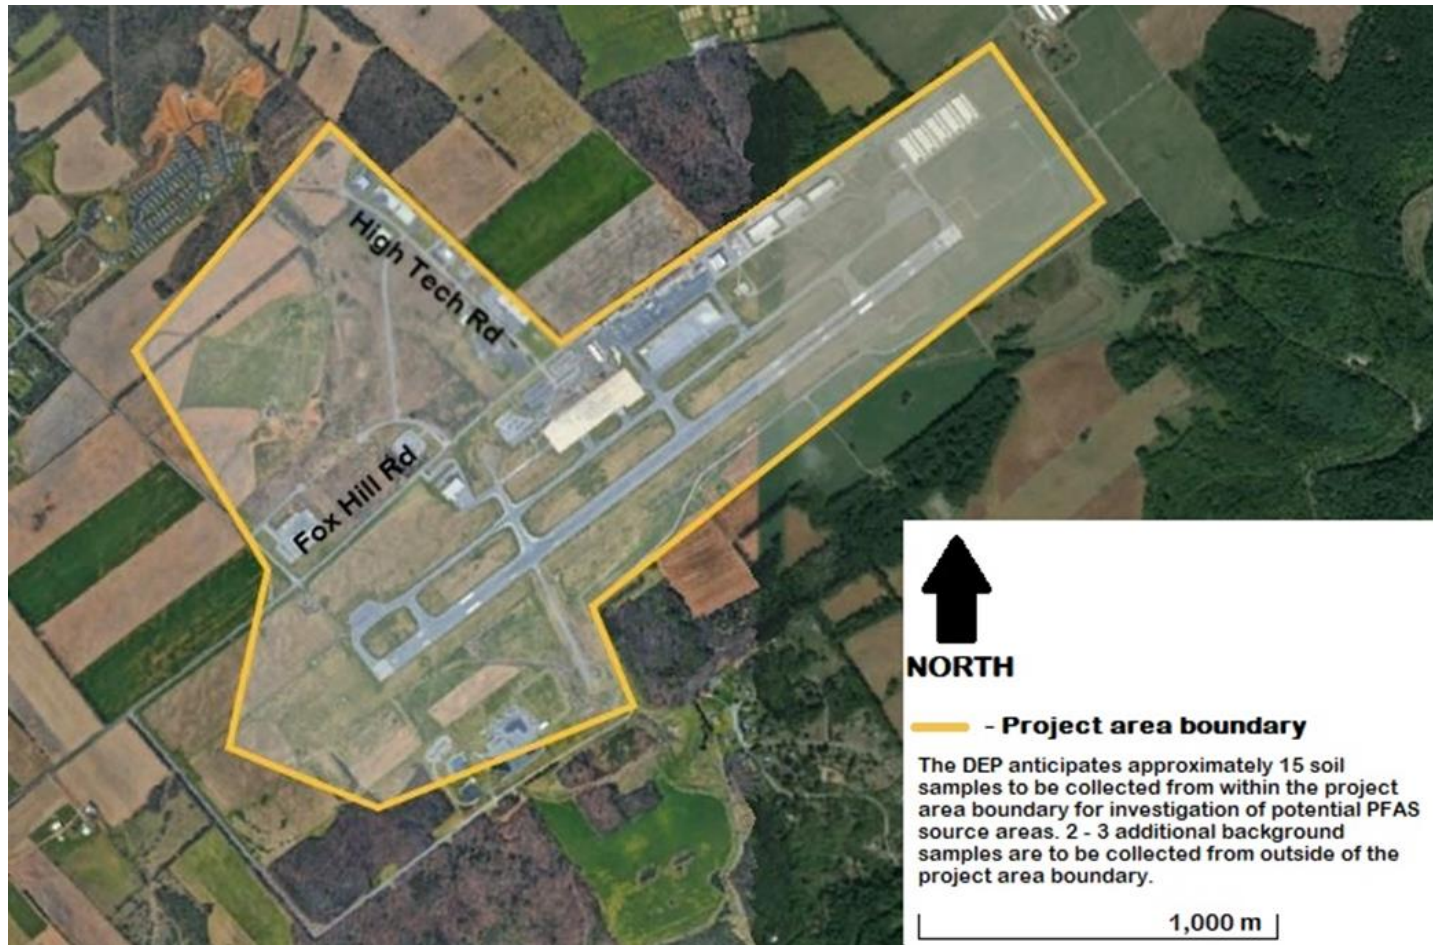 High Tech Rd
Fox Hill Rd
NORTH
- Project area boundary
The DEP anticipates approximately 15 soil
samples to be collected from within the project
area boundary for investigation of potential PFAS
source areas. 2 - 3 additional background
samples are to be collected from outside of the
project area boundary.
1,000 m